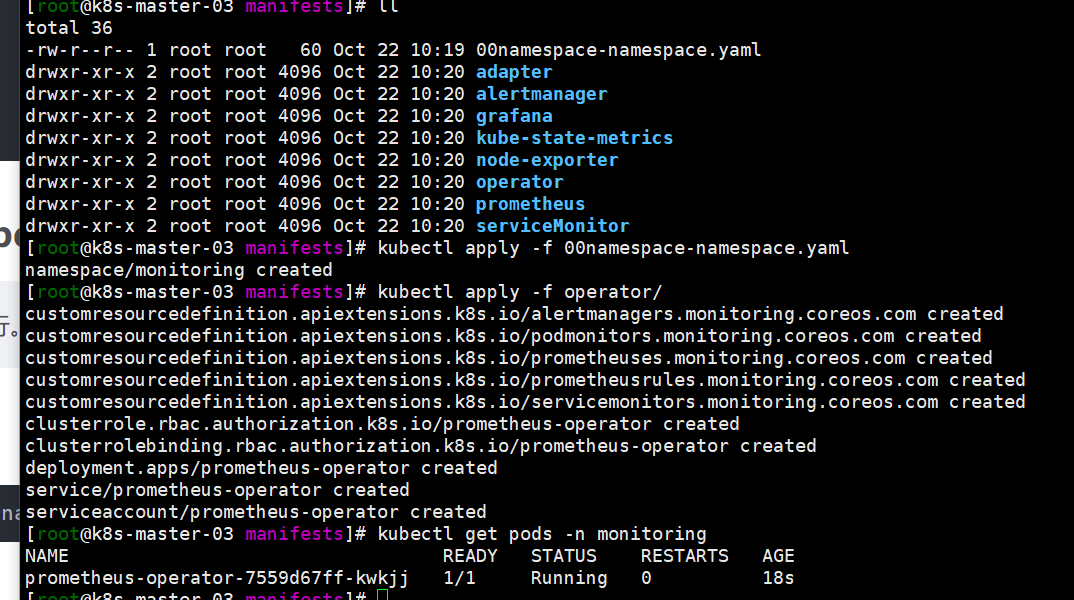 [root@k8s-master-03 manifests]# ll
total 36
-rw-r--r-- 1 root root   60 Oct 22 10:19 00namespace-namespace.yaml
drwxr-xr-x 2 root root 4096 Oct 22 10:20 adapter
drwxr-xr-x 2 root root 4096 Oct 22 10:20 alertmanager
drwxr-xr-x 2 root root 4096 Oct 22 10:20 grafana
drwxr-xr-x 2 root root 4096 Oct 22 10:20 kube-state-metrics
drwxr-xr-x 2 root root 4096 Oct 22 10:20 node-exporter
drwxr-xr-x 2 root root 4096 Oct 22 10:20 operator
drwxr-xr-x 2 root root 4096 Oct 22 10:20 prometheus
drwxr-xr-x 2 root root 4096 Oct 22 10:20 serviceMonitor
[root@k8s-master-03 manifests]# kubectl apply -f 00namespace-namespace.yaml
namespace/monitoring created
[root@k8s-master-03 manifests]# kubectl apply -f operator/
customresourcedefinition.apiextensions.k8s.io/alertmanagers.monitoring.coreos.com created
customresourcedefinition.apiextensions.k8s.io/podmonitors.monitoring.coreos.com created
customresourcedefinition.apiextensions.k8s.io/prometheuses.monitoring.coreos.com created
customresourcedefinition.apiextensions.k8s.io/prometheusrules.monitoring.coreos.com created
customresourcedefinition.apiextensions.k8s.io/servicemonitors.monitoring.coreos.com created
clusterrole.rbac.authorization.k8s.io/prometheus-operator created
clusterrolebinding.rbac.authorization.k8s.io/prometheus-operator created
deployment.apps/prometheus-operator created
service/prometheus-operator created
serviceaccount/prometheus-operator created
[root@k8s-master-03 manifests]# kubectl get pods -n monitoring
NAME                                  READY   STATUS    RESTARTS   AGE
prometheus-operator-7559d67ff-kwkjj   1/1     Running   0          18s
[root@k8s-master-03 manifests]#